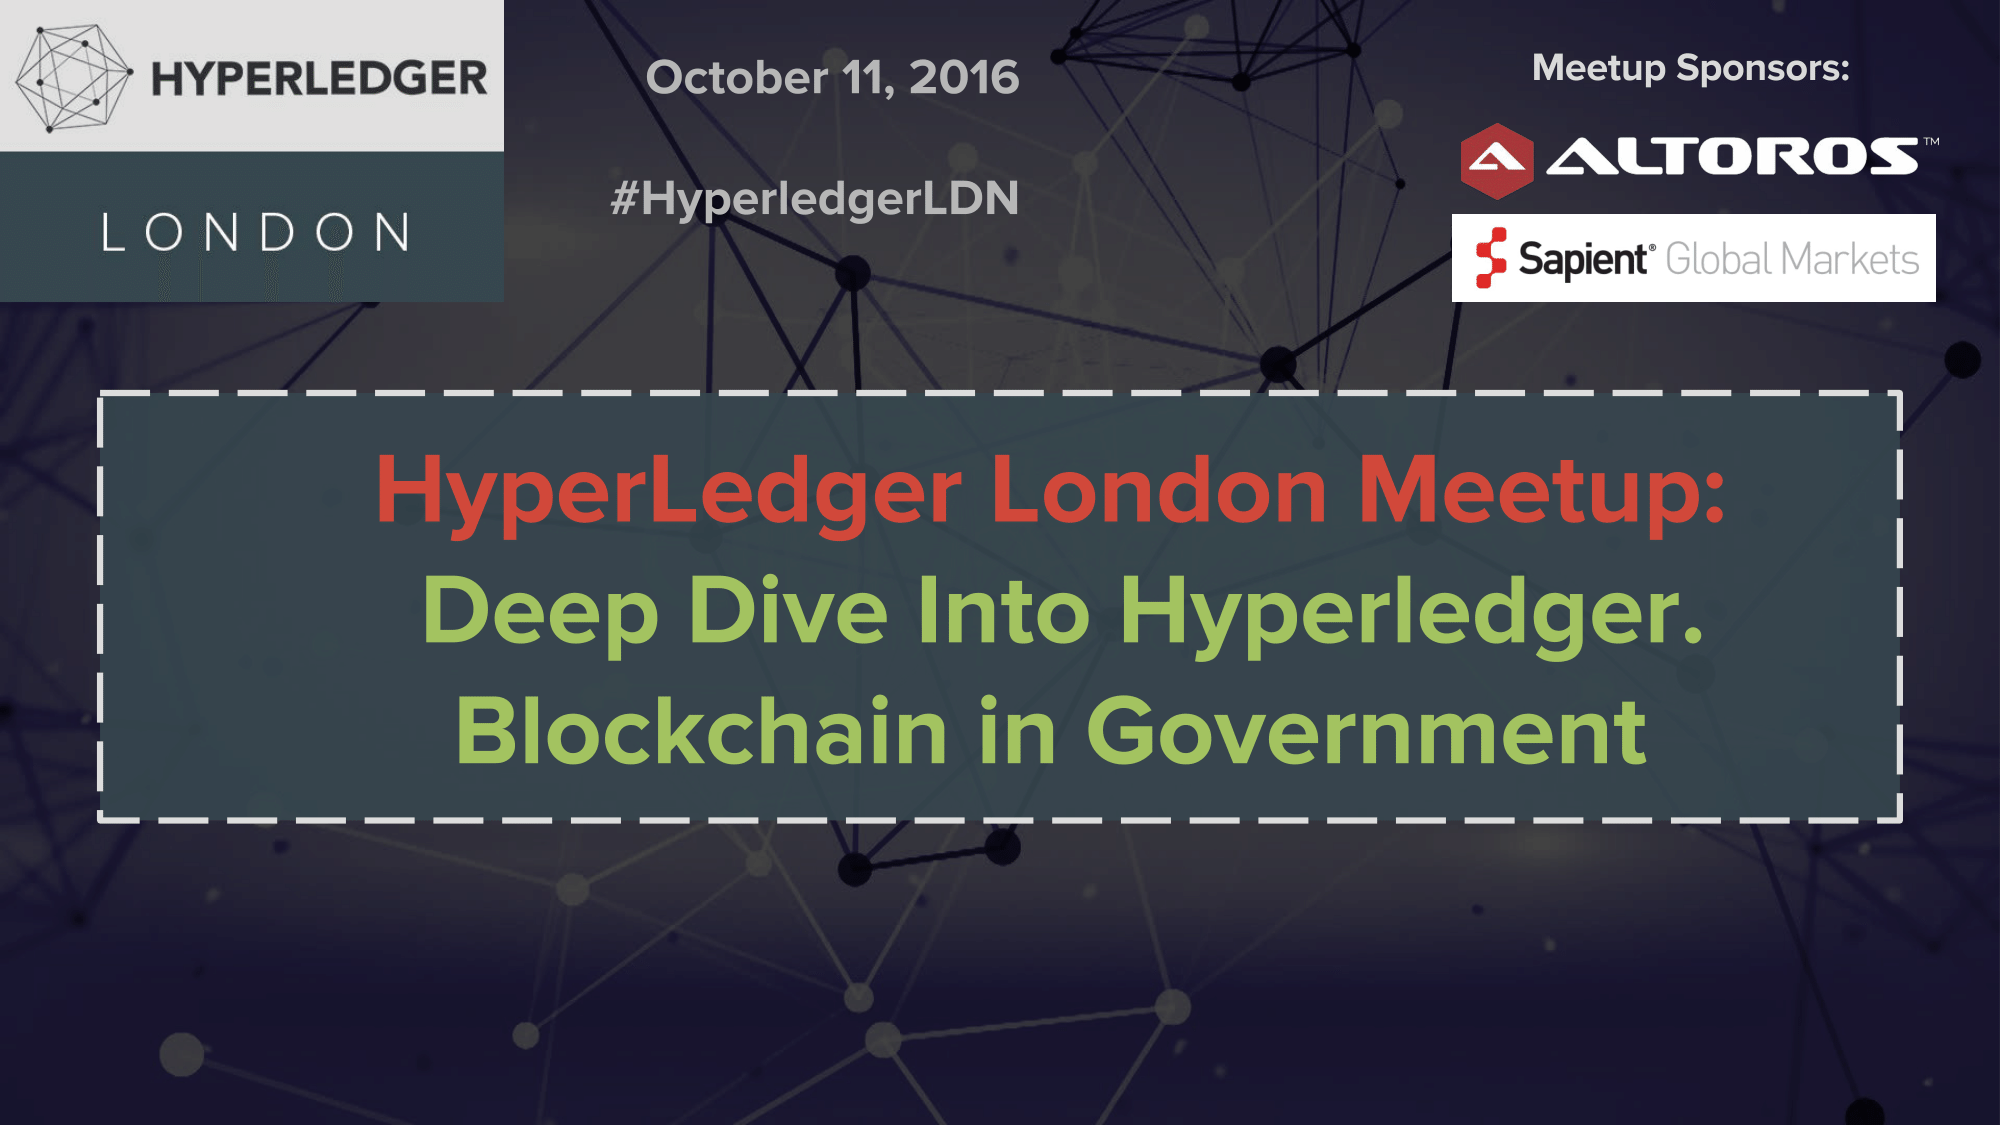 HYPERLEDGER
LONDON
October 11, 2016
#HyperledgerLDN
Meetup Sponsors:
ALTOROS™
Sapient® Global Markets
HyperLedger London Meetup:
Deep Dive Into Hyperledger.
Blockchain in Government